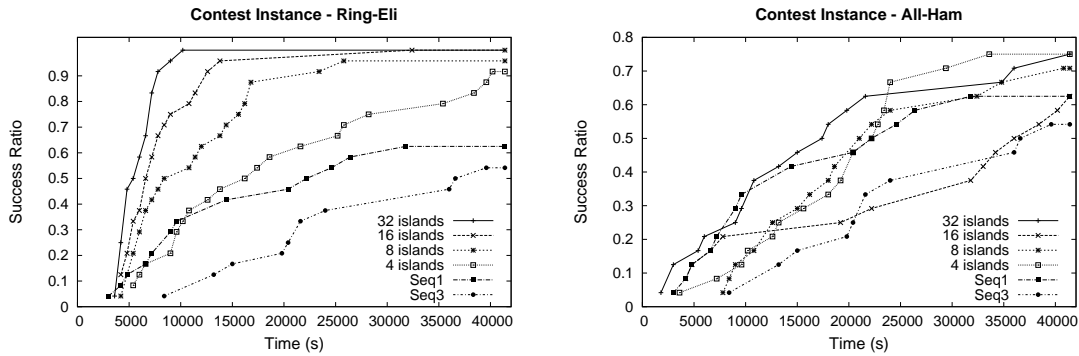 Contest Instance - Ring-Eli
Success Ratio
0.9
0.8
0.7
0.6
0.5
0.4
0.3
0.2
0.1
0
32 islands
16 islands
8 islands
4 islands
Seq1
Seq3
0 5000 10000 15000 20000 25000 30000 35000 40000
Time (s)
Contest Instance - All-Ham
Success Ratio
0.8
0.7
0.6
0.5
0.4
0.3
0.2
0.1
0
32 islands
16 islands
8 islands
4 islands
Seq1
Seq3
0 5000 10000 15000 20000 25000 30000 35000 40000
Time (s)